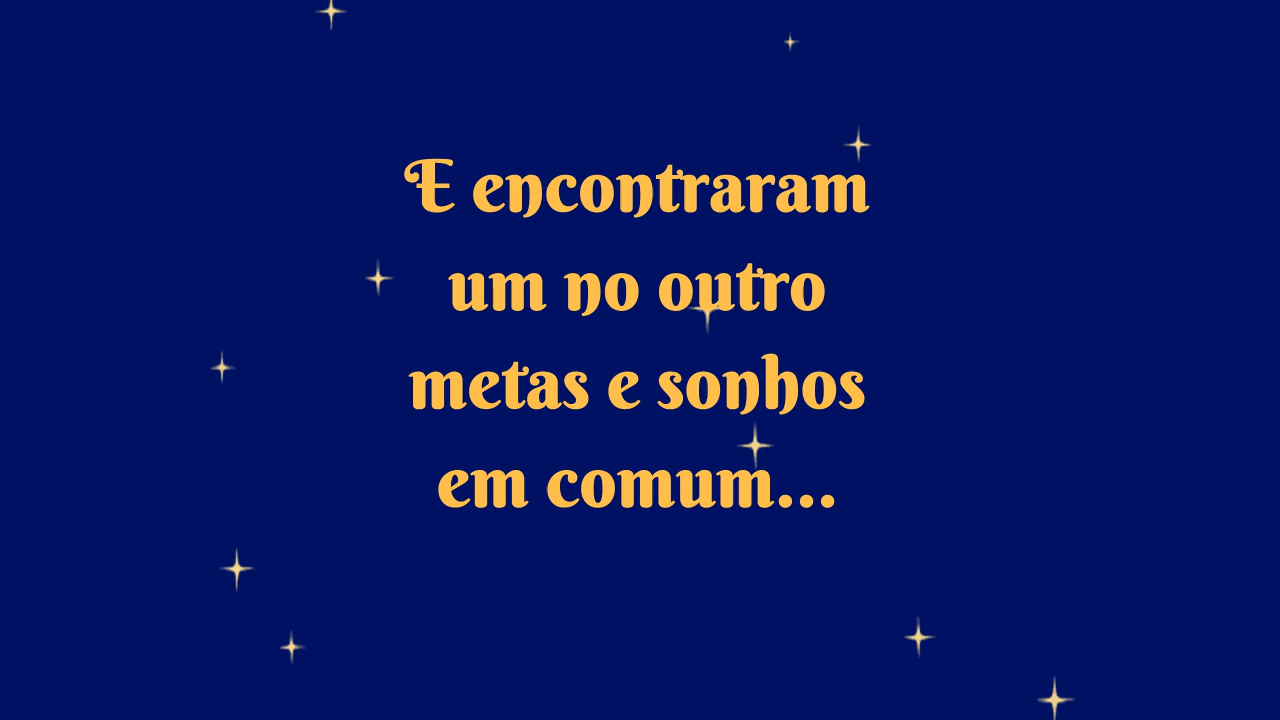 E encontraram
um no outro
metas e sonhos
em comum...